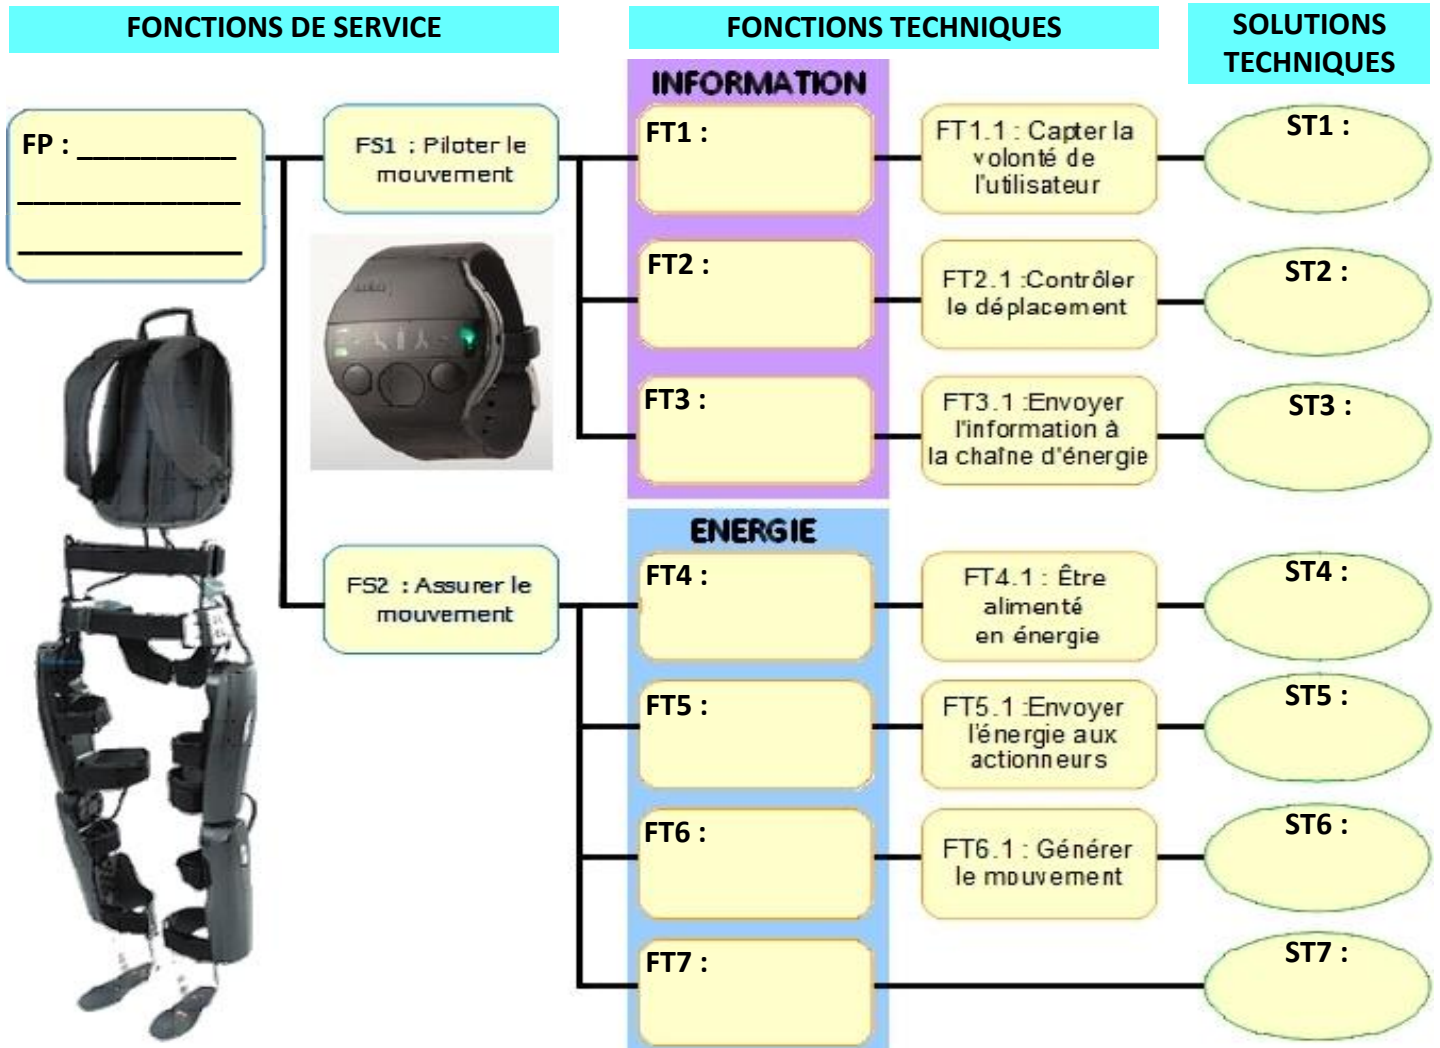 FONCTIONS DE SERVICE
FONCTIONS TECHNIQUES
SOLUTIONS
TECHNIQUES
INFORMATION
FP : ___________
______________
______________
FS1 : Piloter le
mouvement
FT1 :
FT1.1 : Capter la
volonté de
l'utilisateur
ST1 :
FT2 :
FT2.1 :Contrôler
le déplacement
ST2 :
FT3 :
FT3.1 :Envoyer
l'information à
la chaîne d'énergie
ST3 :
ENERGIE
FS2 : Assurer le
mouvement
FT4 :
FT4.1 : Être
alimenté
en énergie
ST4 :
FT5 :
FT5.1 :Envoyer
l'énergie aux
actionneurs
ST5 :
FT6 :
FT6.1 : Générer
le mouvement
ST6 :
FT7 :
ST7 :